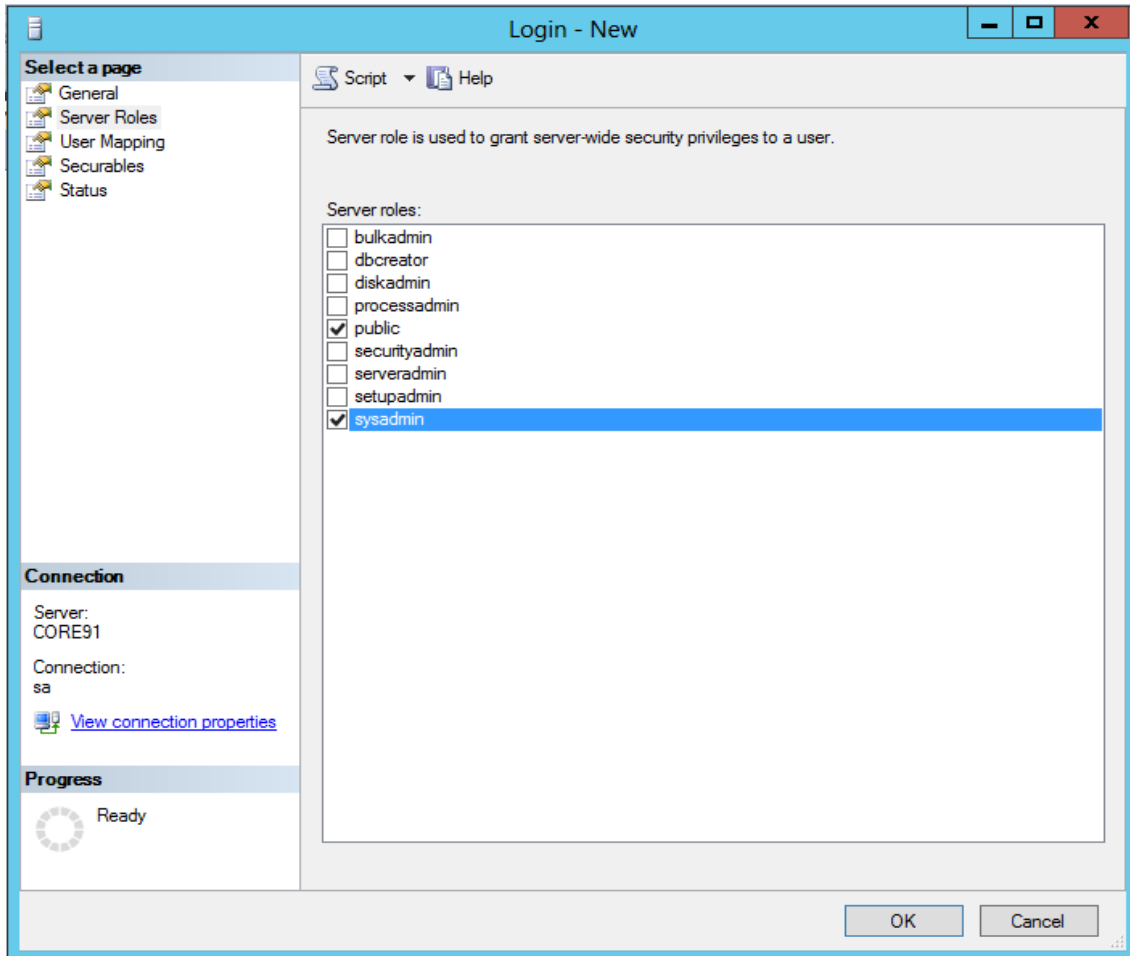 Login - New
x
Select a page
General
Server Roles
User Mapping
Securables
Status
Script
Help
Server role is used to grant server-wide security privileges to a user.
Server roles:
bulkadmin
dbcreator
diskadmin
processadmin
public
securityadmin
serveradmin
setupadmin
sysadmin
Connection
Server:
CORE91
Connection:
sa
View connection properties
Progress
Ready
OK
Cancel